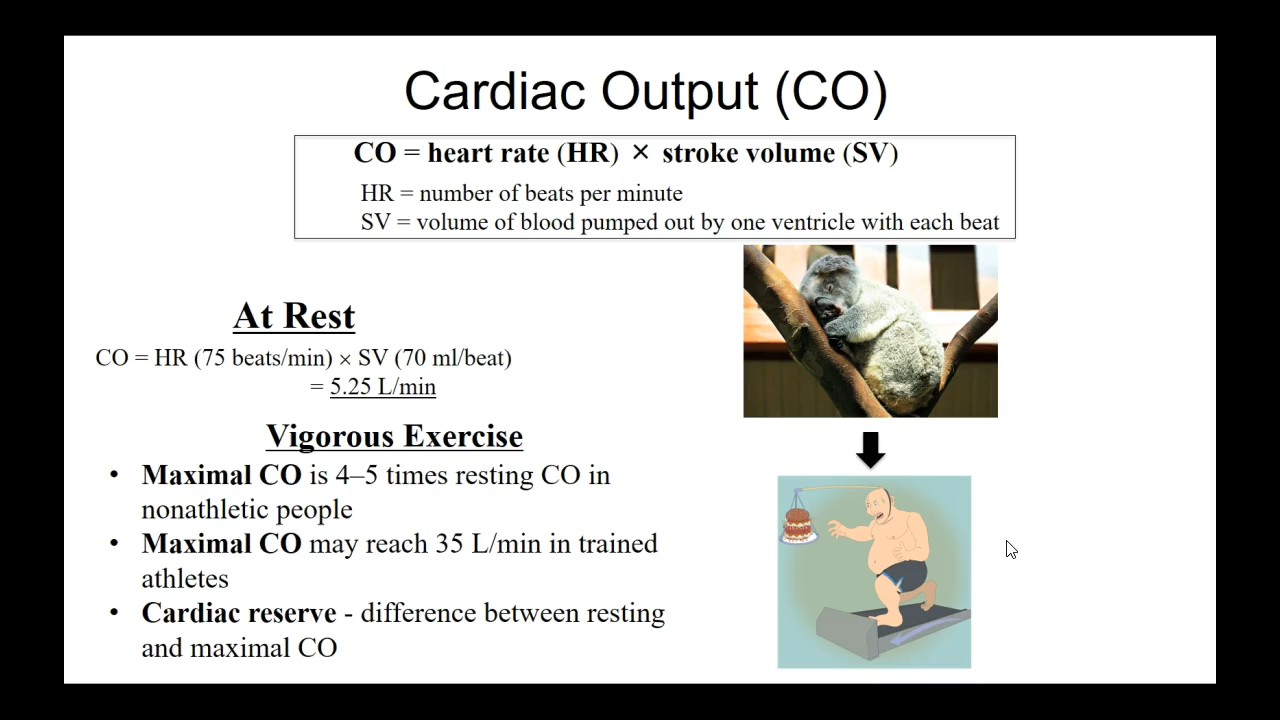 Cardiac Output (CO)
CO = heart rate (HR) × stroke volume (SV)
HR = number of beats per minute
SV = volume of blood pumped out by one ventricle with each beat
At Rest
CO = HR (75 beats/min) × SV (70 ml/beat)
= 5.25 L/min
Vigorous Exercise
• Maximal CO is 4–5 times resting CO in
nonathletic people
• Maximal CO may reach 35 L/min in trained
athletes
• Cardiac reserve - difference between resting
and maximal CO